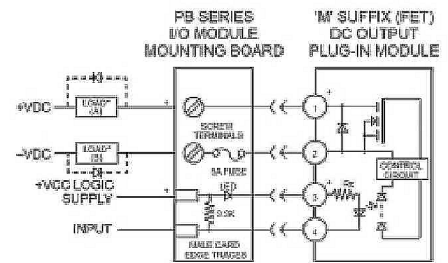 PB SERIES
I/O MODULE
MOUNTING BOARD
'M' SUFFIX (FET)
DC OUTPUT
PLUG-IN MODULE
+VDC
LOAD*
(A)
SCREW
TERMINALS
1
–VDC
LOAD*
(B)
5A FUSE
2
CONTROL
CIRCUIT
+VCC LOGIC
SUPPLY
LED
3
3.3K
INPUT
4
MALE CARD
EDGE TRACES